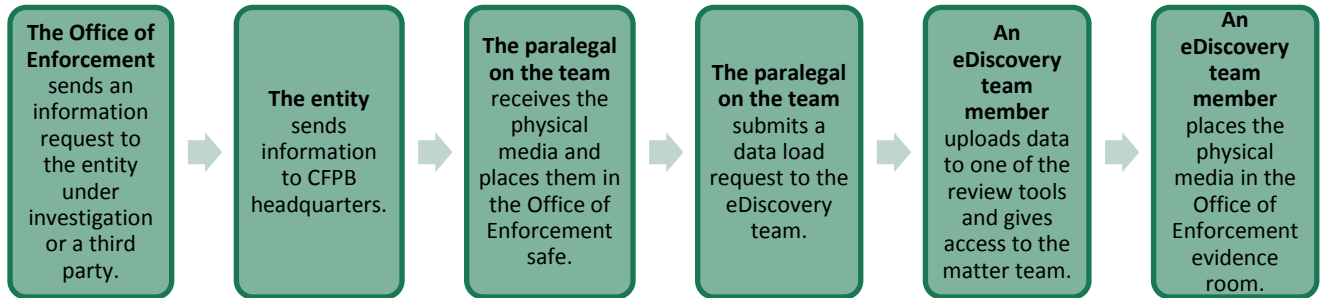 The Office of
Enforcement
sends an
information
request to
the entity
under
investigation
or a third
party.
The entity
sends
information
to CFPB
headquarters.
The paralegal
on the team
receives the
physical
media and
places them in
the Office of
Enforcement
safe.
The paralegal
on the team
submits a
data load
request to the
eDiscovery
team.
An
eDiscovery
team
member
uploads data
to one of the
review tools
and gives
access to the
matter team.
An
eDiscovery
team
member
places the
physical
media in the
Office of
Enforcement
evidence
room.